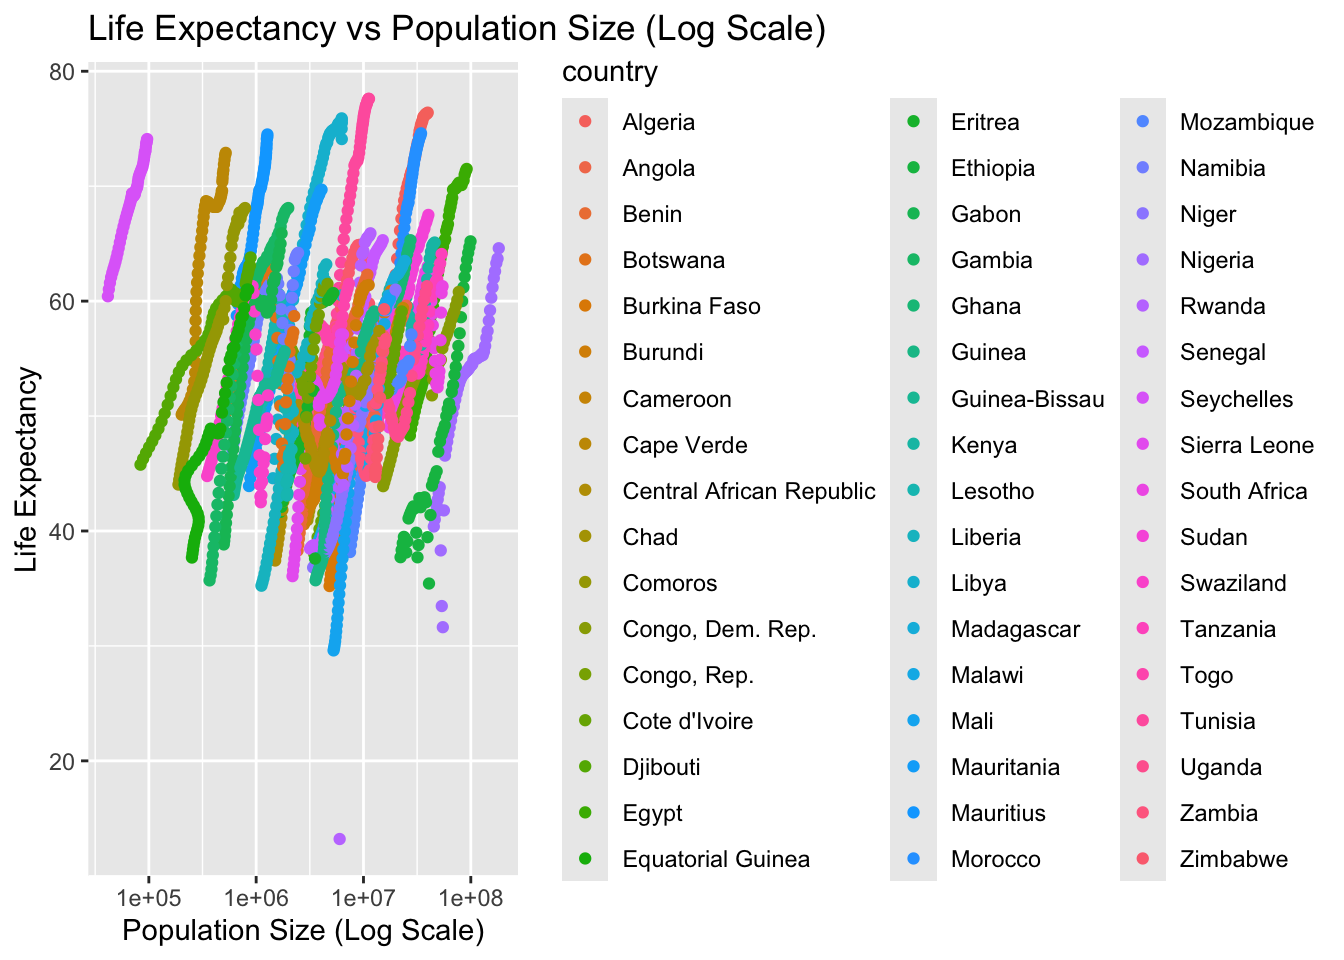 Life Expectancy vs Population Size (Log Scale)
80
60
40
20
Life Expectancy
1e+05
1e+06
1e+07
1e+08
Population Size (Log Scale)
country
Algeria
Angola
Benin
Botswana
Burkina Faso
Burundi
Cameroon
Cape Verde
Central African Republic
Chad
Comoros
Congo, Dem. Rep.
Congo, Rep.
Cote d'Ivoire
Djibouti
Egypt
Equatorial Guinea
Eritrea
Ethiopia
Gabon
Gambia
Ghana
Guinea
Guinea-Bissau
Kenya
Lesotho
Liberia
Libya
Madagascar
Malawi
Mali
Mauritania
Mauritius
Morocco
Mozambique
Namibia
Niger
Nigeria
Rwanda
Senegal
Seychelles
Sierra Leone
South Africa
Sudan
Swaziland
Tanzania
Togo
Tunisia
Uganda
Zambia
Zimbabwe